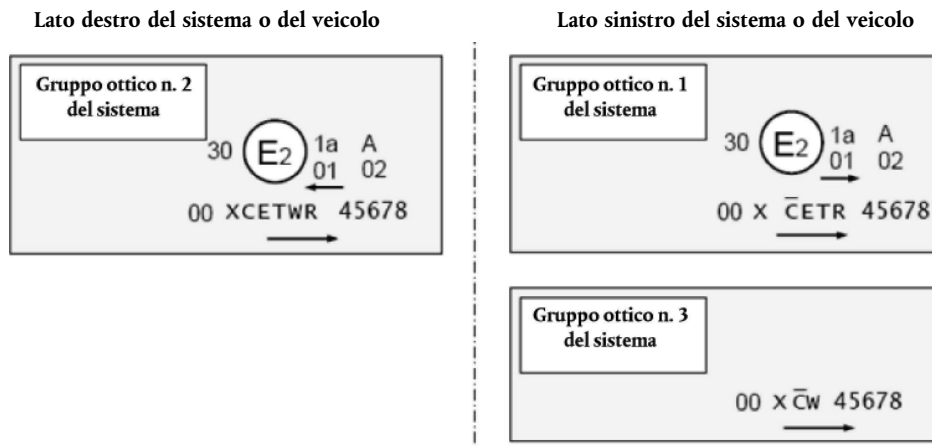 Lato destro del sistema o del veicolo
Gruppo ottico n. 2
del sistema
30 E2 1a A
01 02
00 XCETWR 45678
Lato sinistro del sistema o del veicolo
Gruppo ottico n. 1
del sistema
30 E2 1a A
01 02
00 X C̅ETR 45678
Gruppo ottico n. 3
del sistema
00 X C̅W 45678